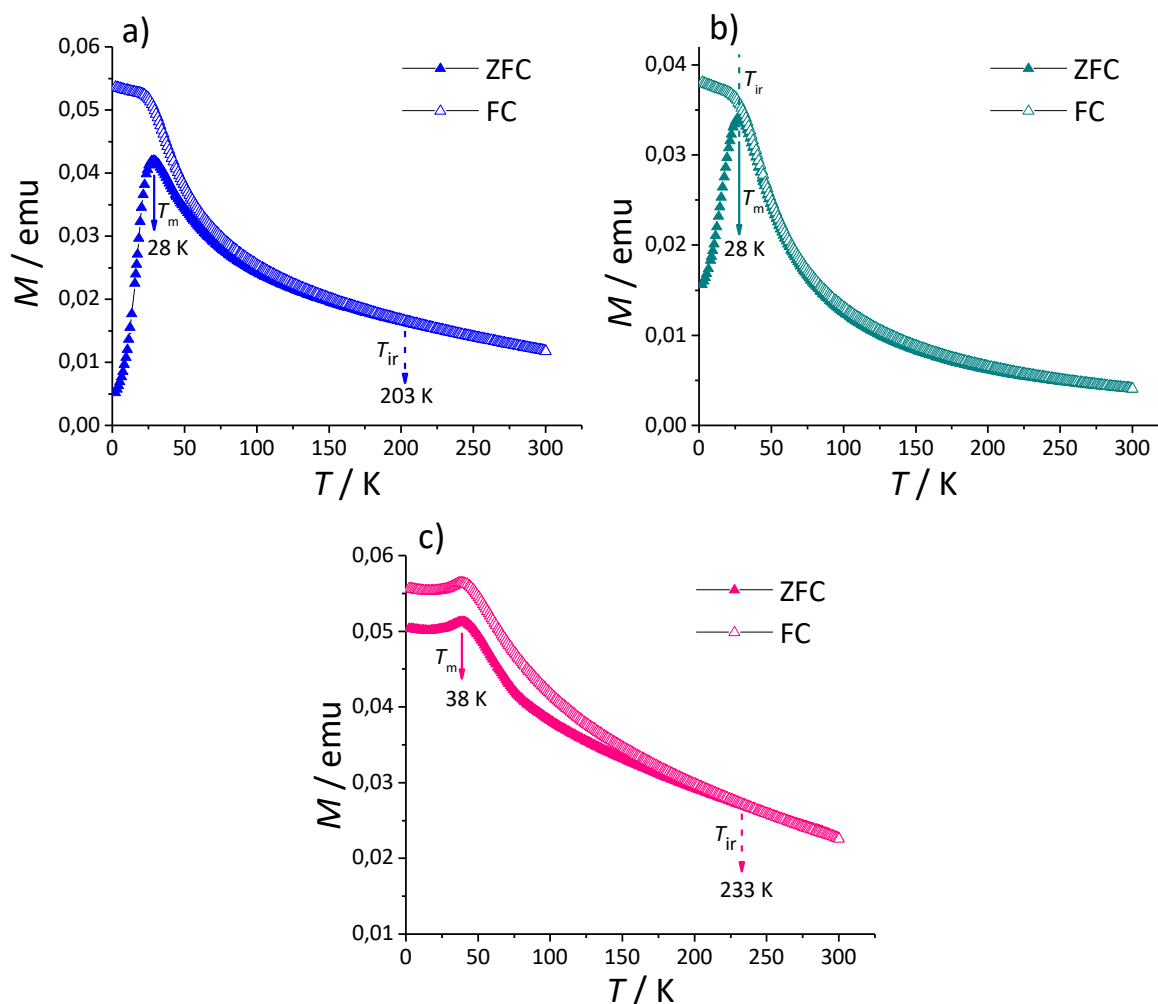 a)
0,06
0,05
0,04
0,03
0,02
0,01
0,00
M / emu
ZFC
FC
Tm
28 K
Tir
203 K
0 50 100 150 200 250 300
T / K
b)
0,04
0,03
0,02
0,01
0,00
M / emu
Tir
ZFC
FC
Tm
28 K
0 50 100 150 200 250 300
T / K
c)
0,06
0,05
0,04
0,03
0,02
0,01
M / emu
ZFC
FC
Tm
38 K
Tir
233 K
0 50 100 150 200 250 300
T / K